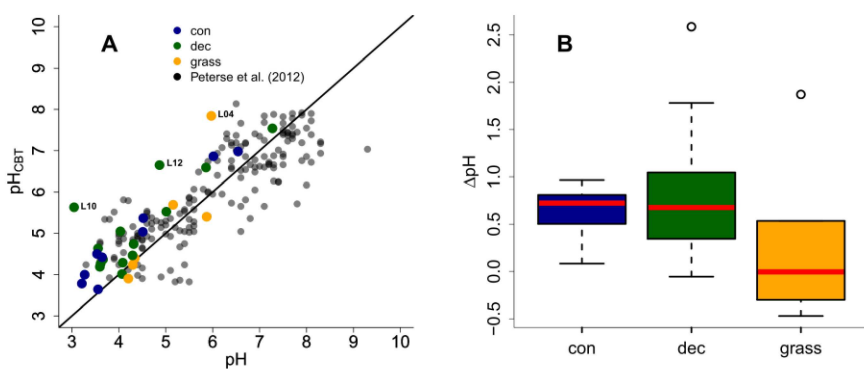 A
con
dec
grass
Peterse et al. (2012)
L04
L12
L10
10
9
8
7
6
5
4
3
pHCBT
3 4 5 6 7 8 9 10
pH
B
2.5
2.0
1.5
1.0
0.5
0.0
−0.5
ΔpH
con dec grass